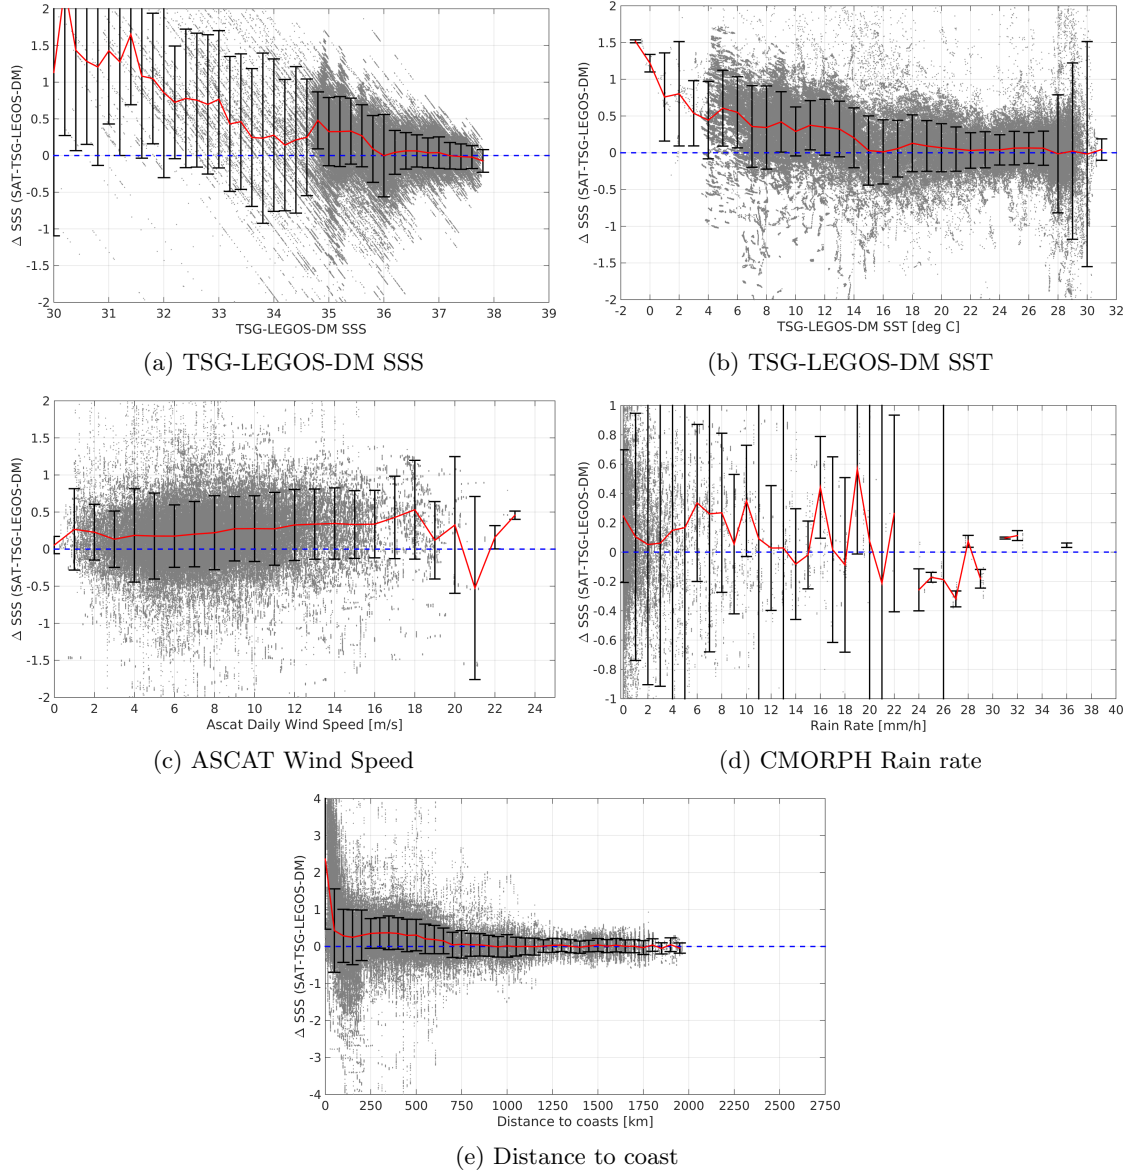 2
1.5
1
0.5
0
-0.5
-1
-1.5
-2
Δ SSS (SAT-TSG-LEGOS-DM)
30 31 32 33 34 35 36 37 38 39
TSG-LEGOS-DM SSS
(a) TSG-LEGOS-DM SSS
2
1.5
1
0.5
0
-0.5
-1
-1.5
-2
Δ SSS (SAT-TSG-LEGOS-DM)
-2 0 2 4 6 8 10 12 14 16 18 20 22 24 26 28 30 32
TSG-LEGOS-DM SST [deg C]
(b) TSG-LEGOS-DM SST
2
1.5
1
0.5
0
-0.5
-1
-1.5
-2
Δ SSS (SAT-TSG-LEGOS-DM)
0 2 4 6 8 10 12 14 16 18 20 22 24
Ascat Daily Wind Speed [m/s]
(c) ASCAT Wind Speed
1
0.8
0.6
0.4
0.2
0
-0.2
-0.4
-0.6
-0.8
-1
Δ SSS (SAT-TSG-LEGOS-DM)
0 2 4 6 8 10 12 14 16 18 20 22 24 26 28 30 32 34 36 38 40
Rain Rate [mm/h]
(d) CMORPH Rain rate
4
3
2
1
0
-1
-2
-3
-4
Δ SSS (SAT-TSG-LEGOS-DM)
0 250 500 750 1000 1250 1500 1750 2000 2250 2500 2750
Distance to coasts [km]
(e) Distance to coast